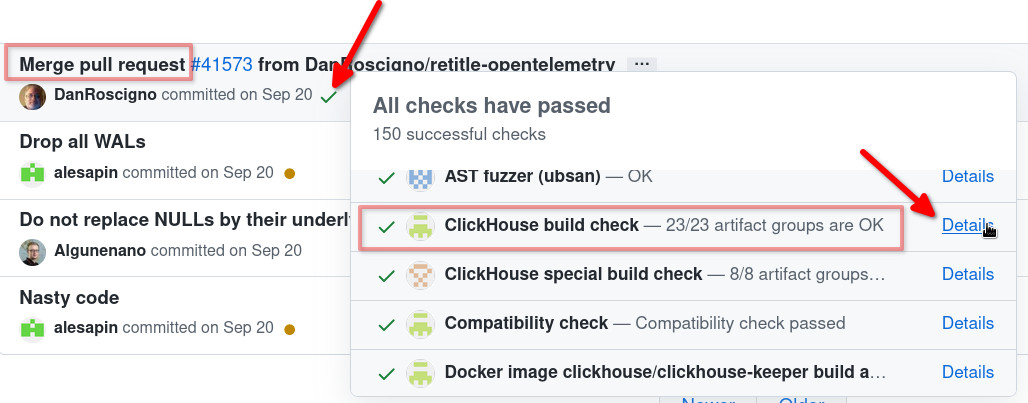 Merge pull request #41573 from DanRoscigno/retitle-opentelemetry ...
DanRoscigno committed on Sep 20
All checks have passed
150 successful checks
Drop all WALs
alesapin committed on Sep 20
AST fuzzer (ubsan) — OK Details
Do not replace NULLs by their underl
Algunenano committed on Sep 20
ClickHouse build check — 23/23 artifact groups are OK Details
ClickHouse special build check — 8/8 artifact groups… Details
Nasty code
alesapin committed on Sep 20
Compatibility check — Compatibility check passed Details
Docker image clickhouse/clickhouse-keeper build a… Details
Newer Older